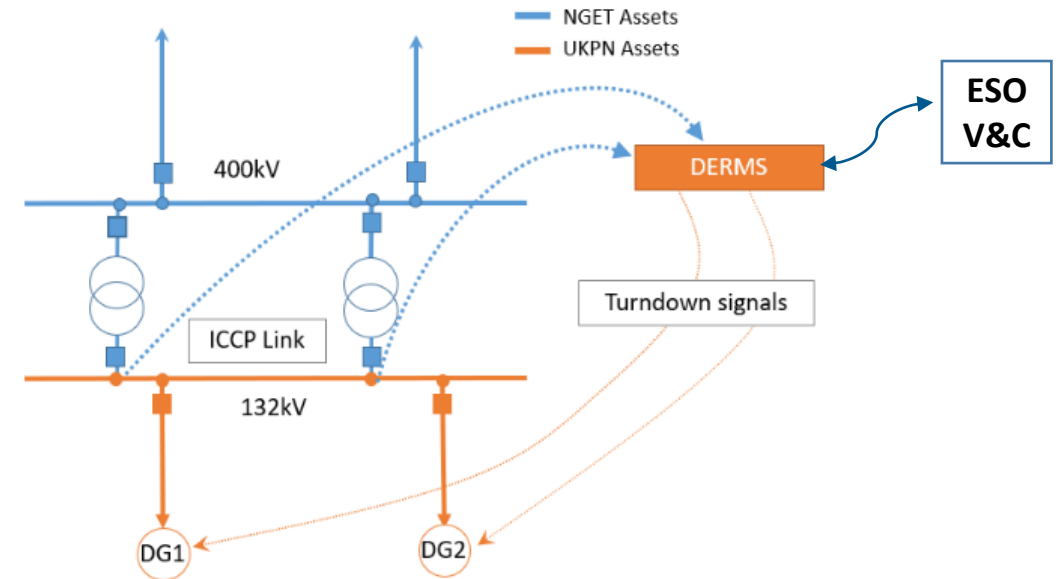 NGET Assets
UKPN Assets
ESO
V&C
400kV
DERMS
Turndown signals
ICCP Link
132kV
DG1
DG2